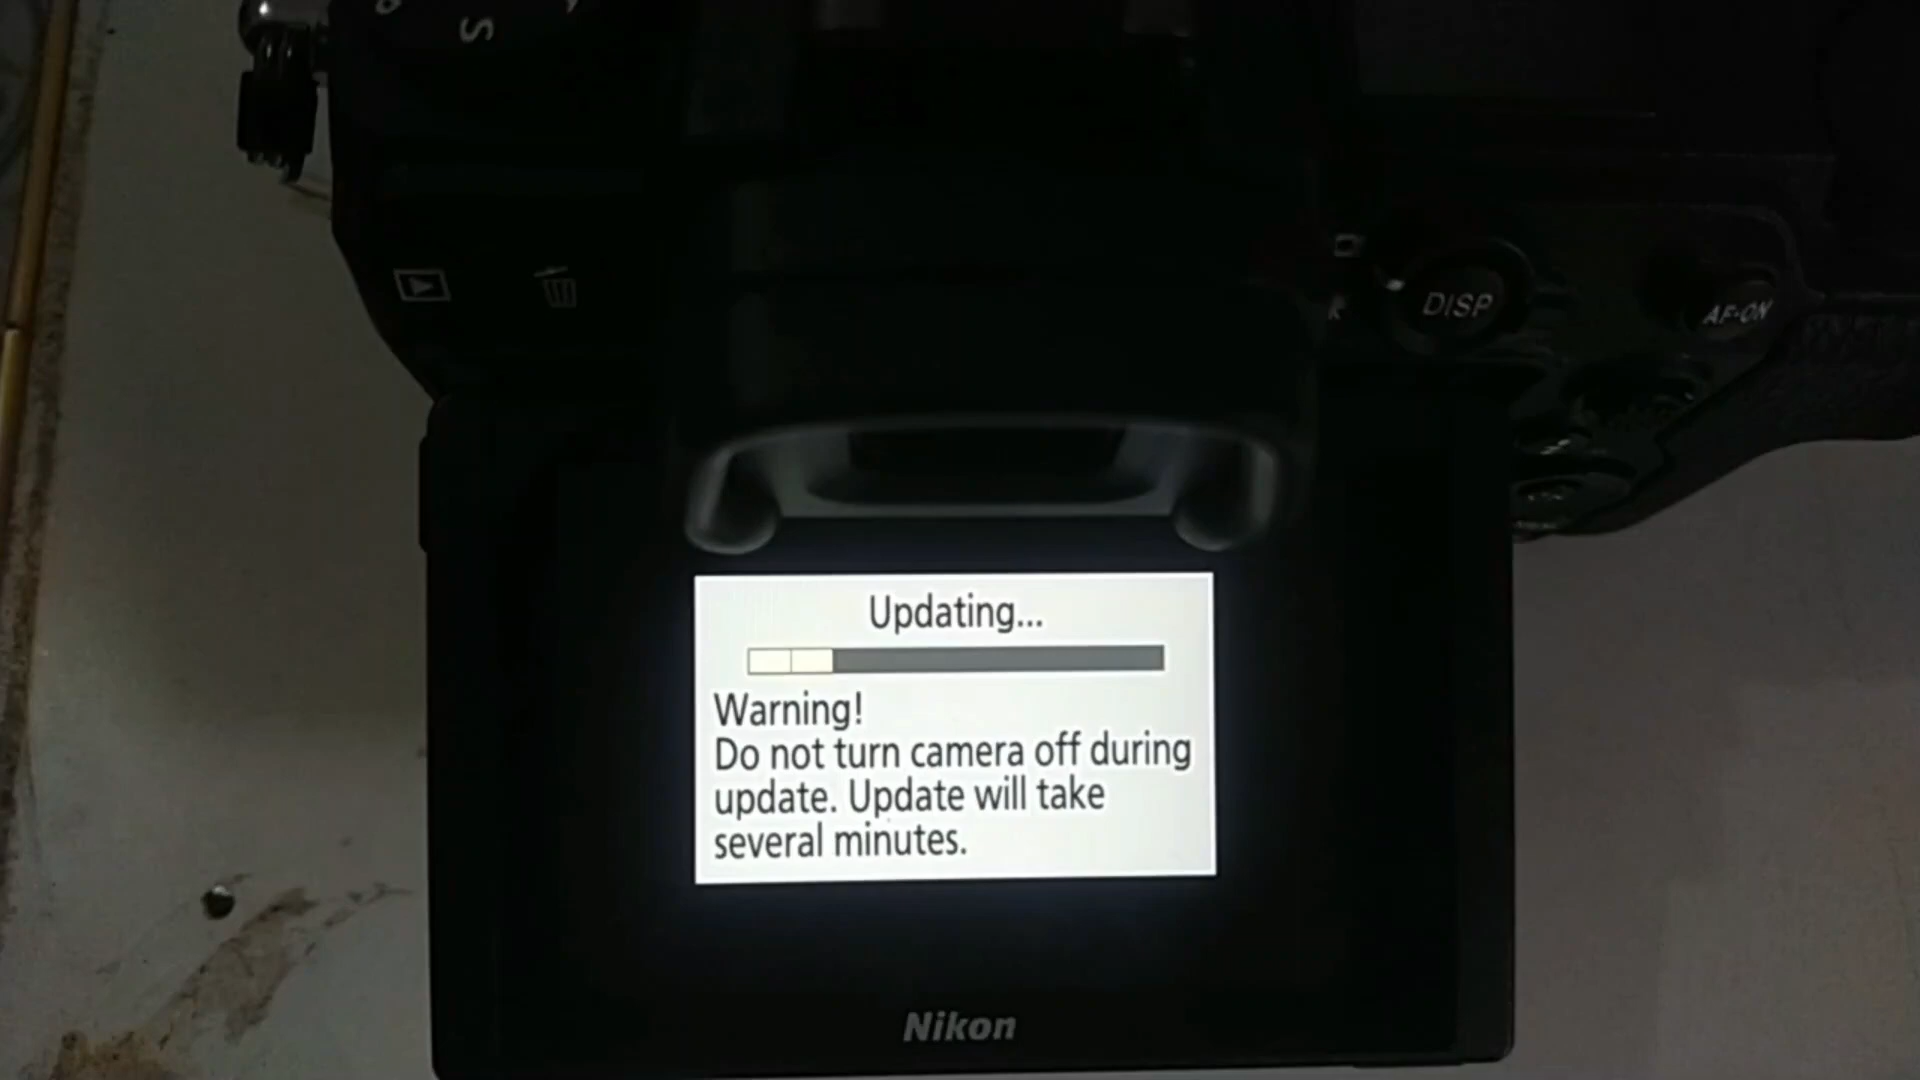 S
DISP
AF-ON
Updating...
Warning!
Do not turn camera off during
update. Update will take
several minutes.
Nikon